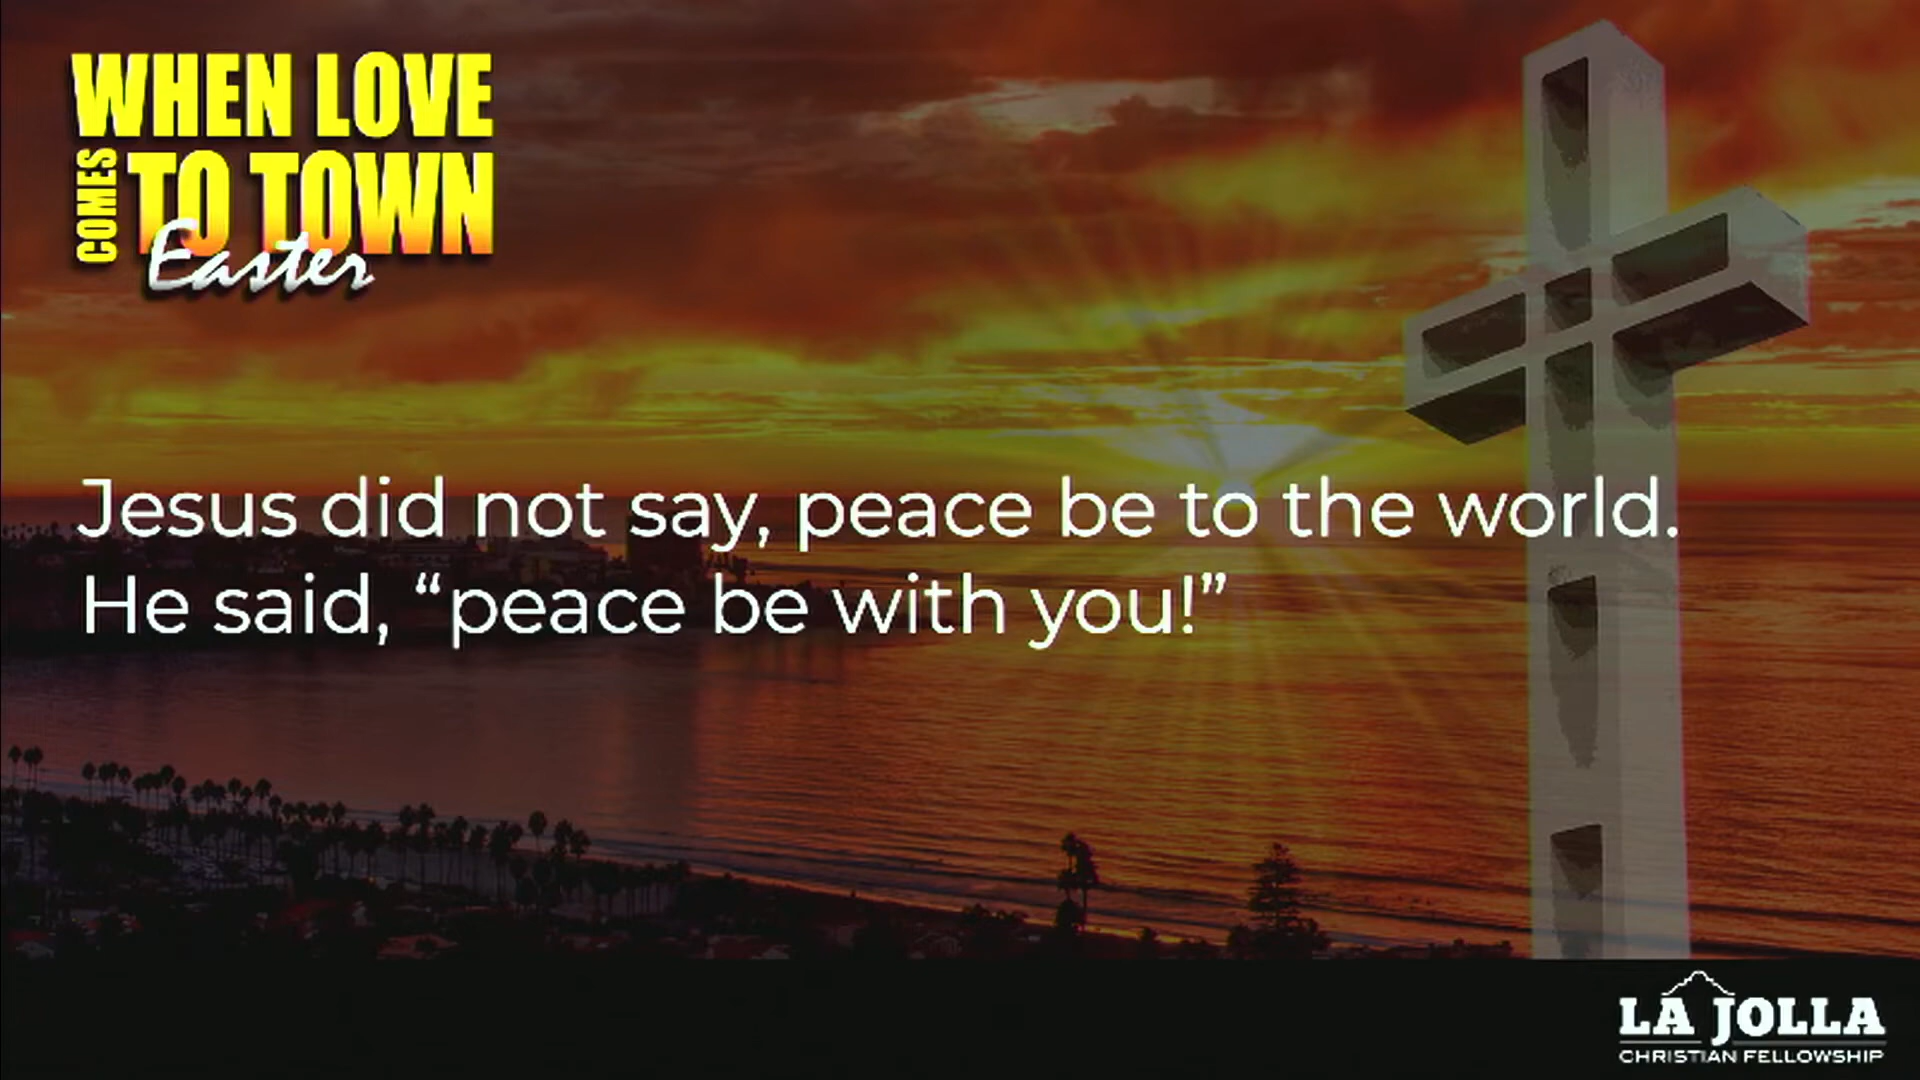 WHEN LOVE
COMES TO TOWN
Easter
Jesus did not say, peace be to the world.
He said, “peace be with you!”
LA JOLLA
CHRISTIAN FELLOWSHIP